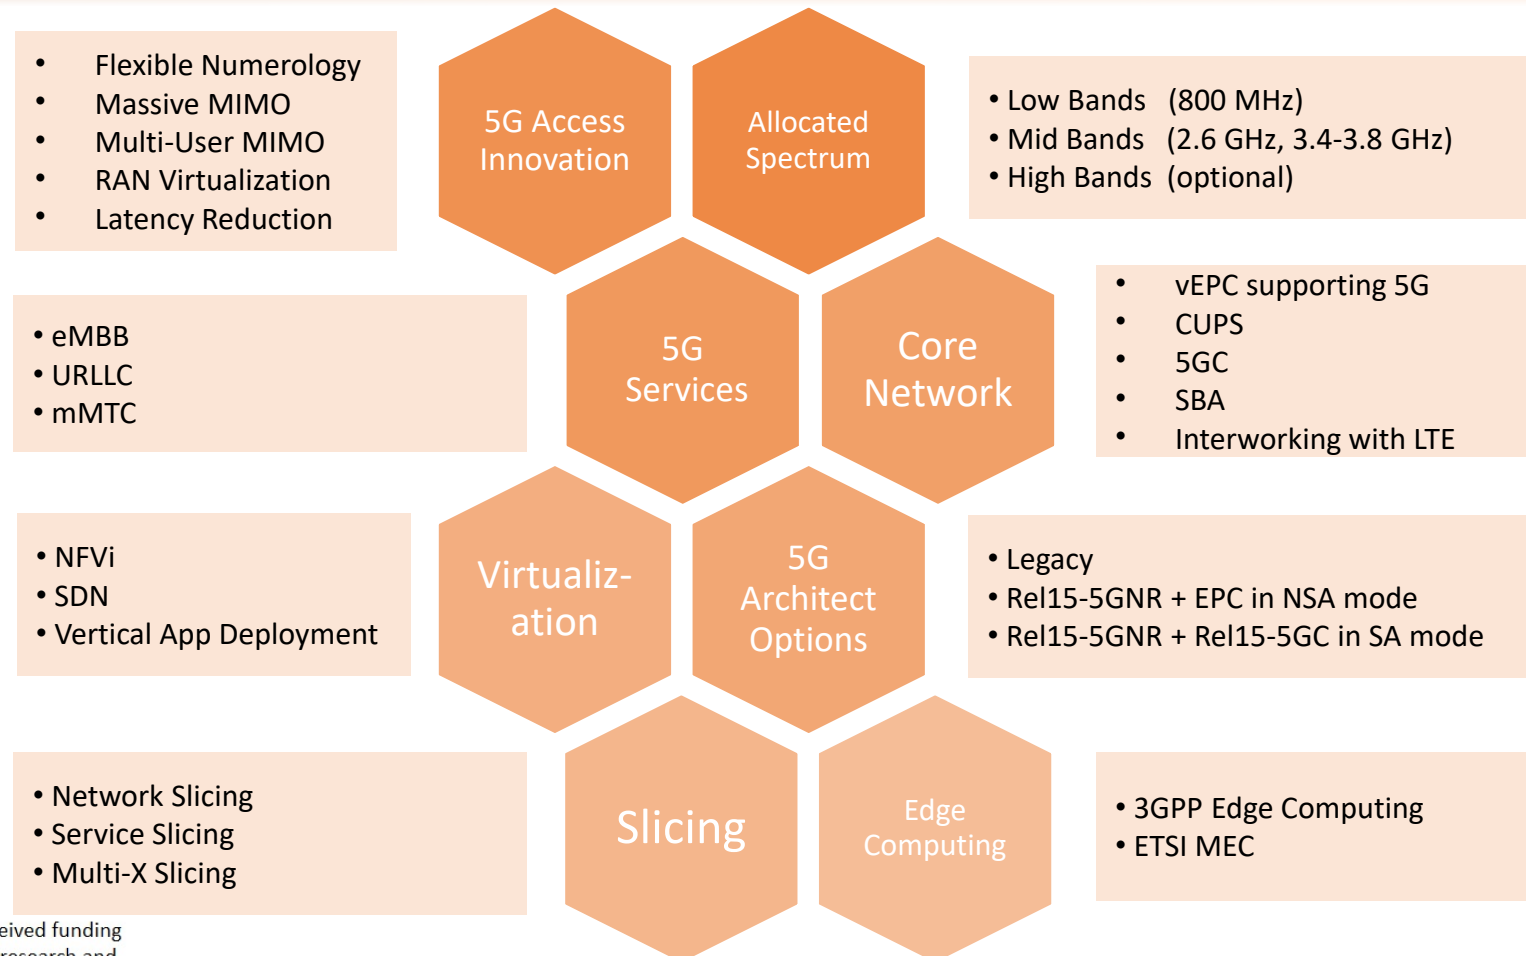 • Flexible Numerology
• Massive MIMO
• Multi-User MIMO
• RAN Virtualization
• Latency Reduction
5G Access
Innovation
Allocated
Spectrum
• Low Bands (800 MHz)
• Mid Bands (2.6 GHz, 3.4-3.8 GHz)
• High Bands (optional)
• eMBB
• URLLC
• mMTC
5G
Services
Core
Network
• vEPC supporting 5G
• CUPS
• 5GC
• SBA
• Interworking with LTE
• NFVi
• SDN
• Vertical App Deployment
Virtualiz-
ation
5G
Architect
Options
• Legacy
• Rel15-5GNR + EPC in NSA mode
• Rel15-5GNR + Rel15-5GC in SA mode
• Network Slicing
• Service Slicing
• Multi-X Slicing
Slicing
Edge
Computing
• 3GPP Edge Computing
• ETSI MEC
eived funding
research and